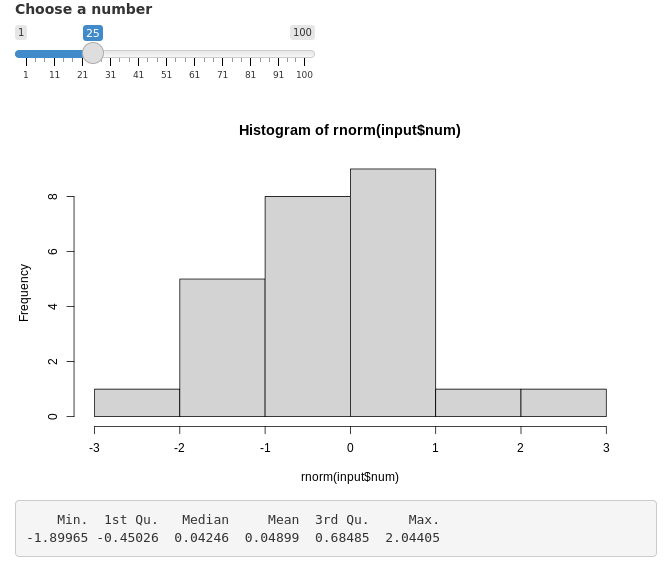 Choose a number
1 25 100
1 11 21 31 41 51 61 71 81 91 100
Histogram of rnorm(input$num)
Frequency
8
6
4
2
0
-3 -2 -1 0 1 2 3
rnorm(input$num)
Min. 1st Qu. Median Mean 3rd Qu. Max.
-1.89965 -0.45026 0.04246 0.04899 0.68485 2.04405